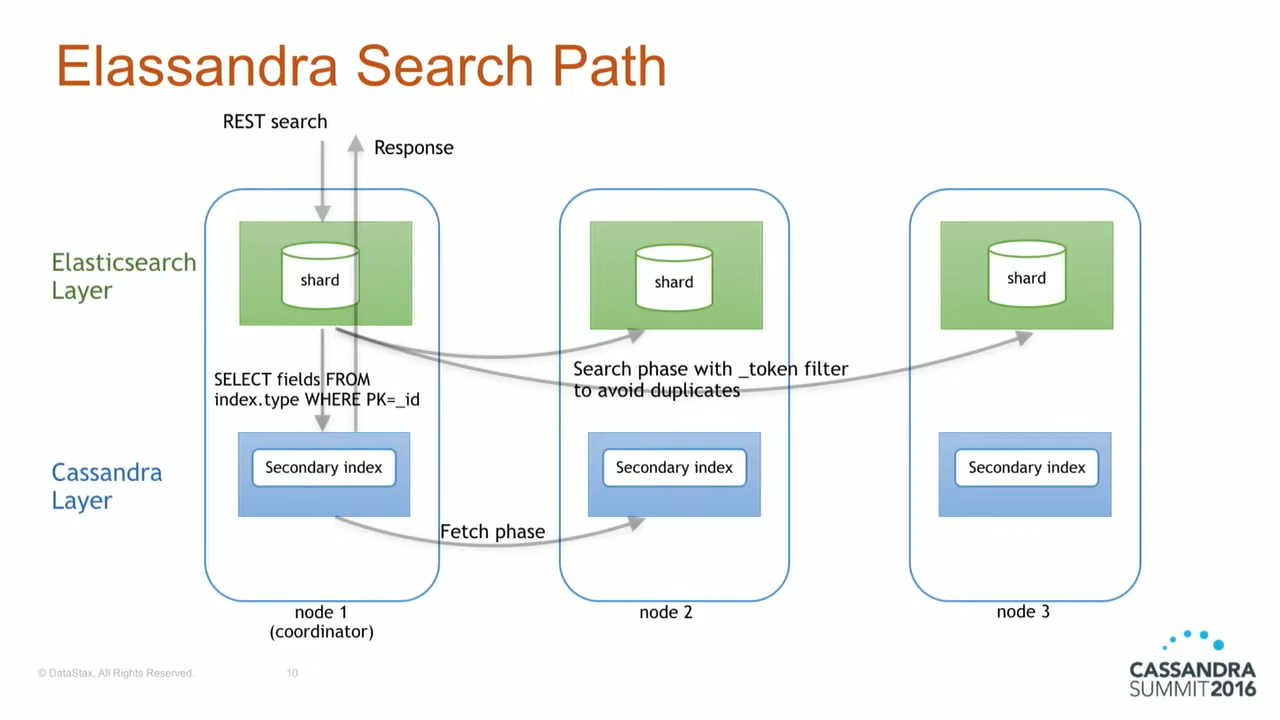 Elassandra Search Path
REST search
Response
Elasticsearch
Layer
shard
shard
shard
SELECT fields FROM
index.type WHERE PK=_id
Search phase with _token filter
to avoid duplicates
Cassandra
Layer
Secondary index
Secondary index
Secondary index
Fetch phase
node 1
(coordinator)
node 2
node 3
© DataStax, All Rights Reserved.
10
CASSANDRA
SUMMIT2016